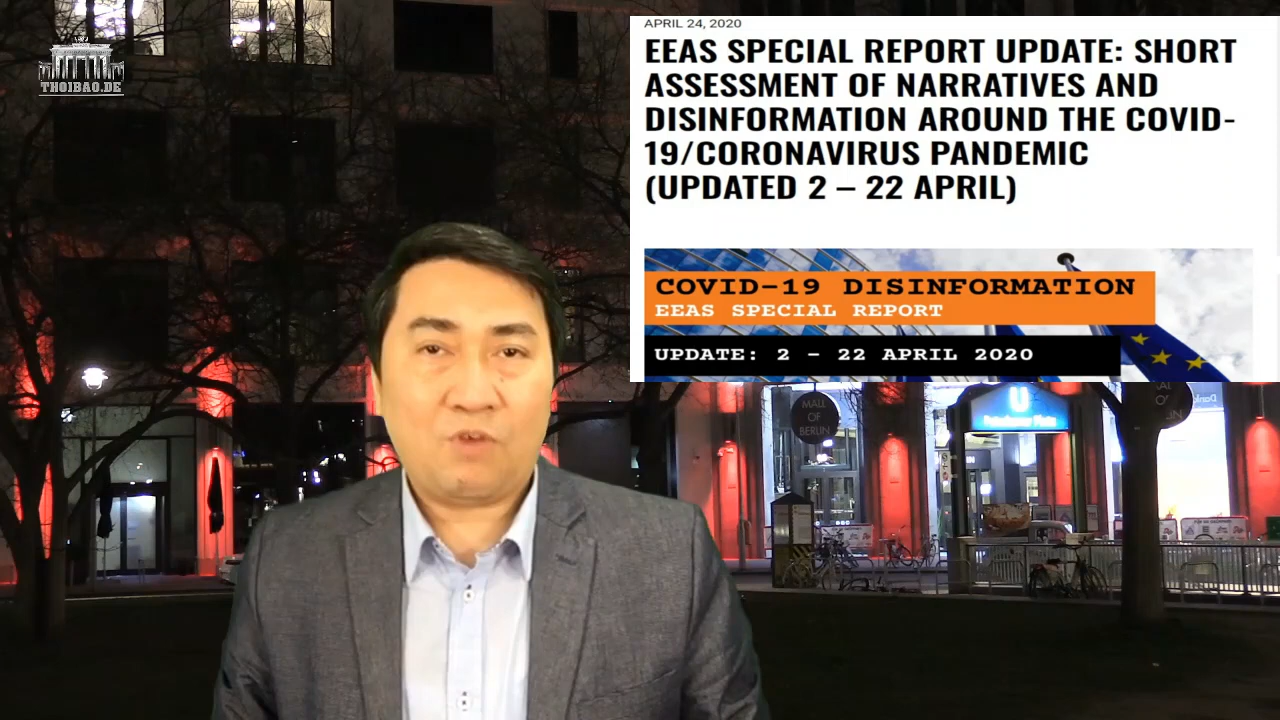 THOIBAO.DE
APRIL 24, 2020
EEAS SPECIAL REPORT UPDATE: SHORT
ASSESSMENT OF NARRATIVES AND
DISINFORMATION AROUND THE COVID-
19/CORONAVIRUS PANDEMIC
(UPDATED 2 – 22 APRIL)
COVID-19 DISINFORMATION
EEAS SPECIAL REPORT
UPDATE: 2 - 22 APRIL 2020
MALL
OF
BERLIN
U
Potsdamer Platz